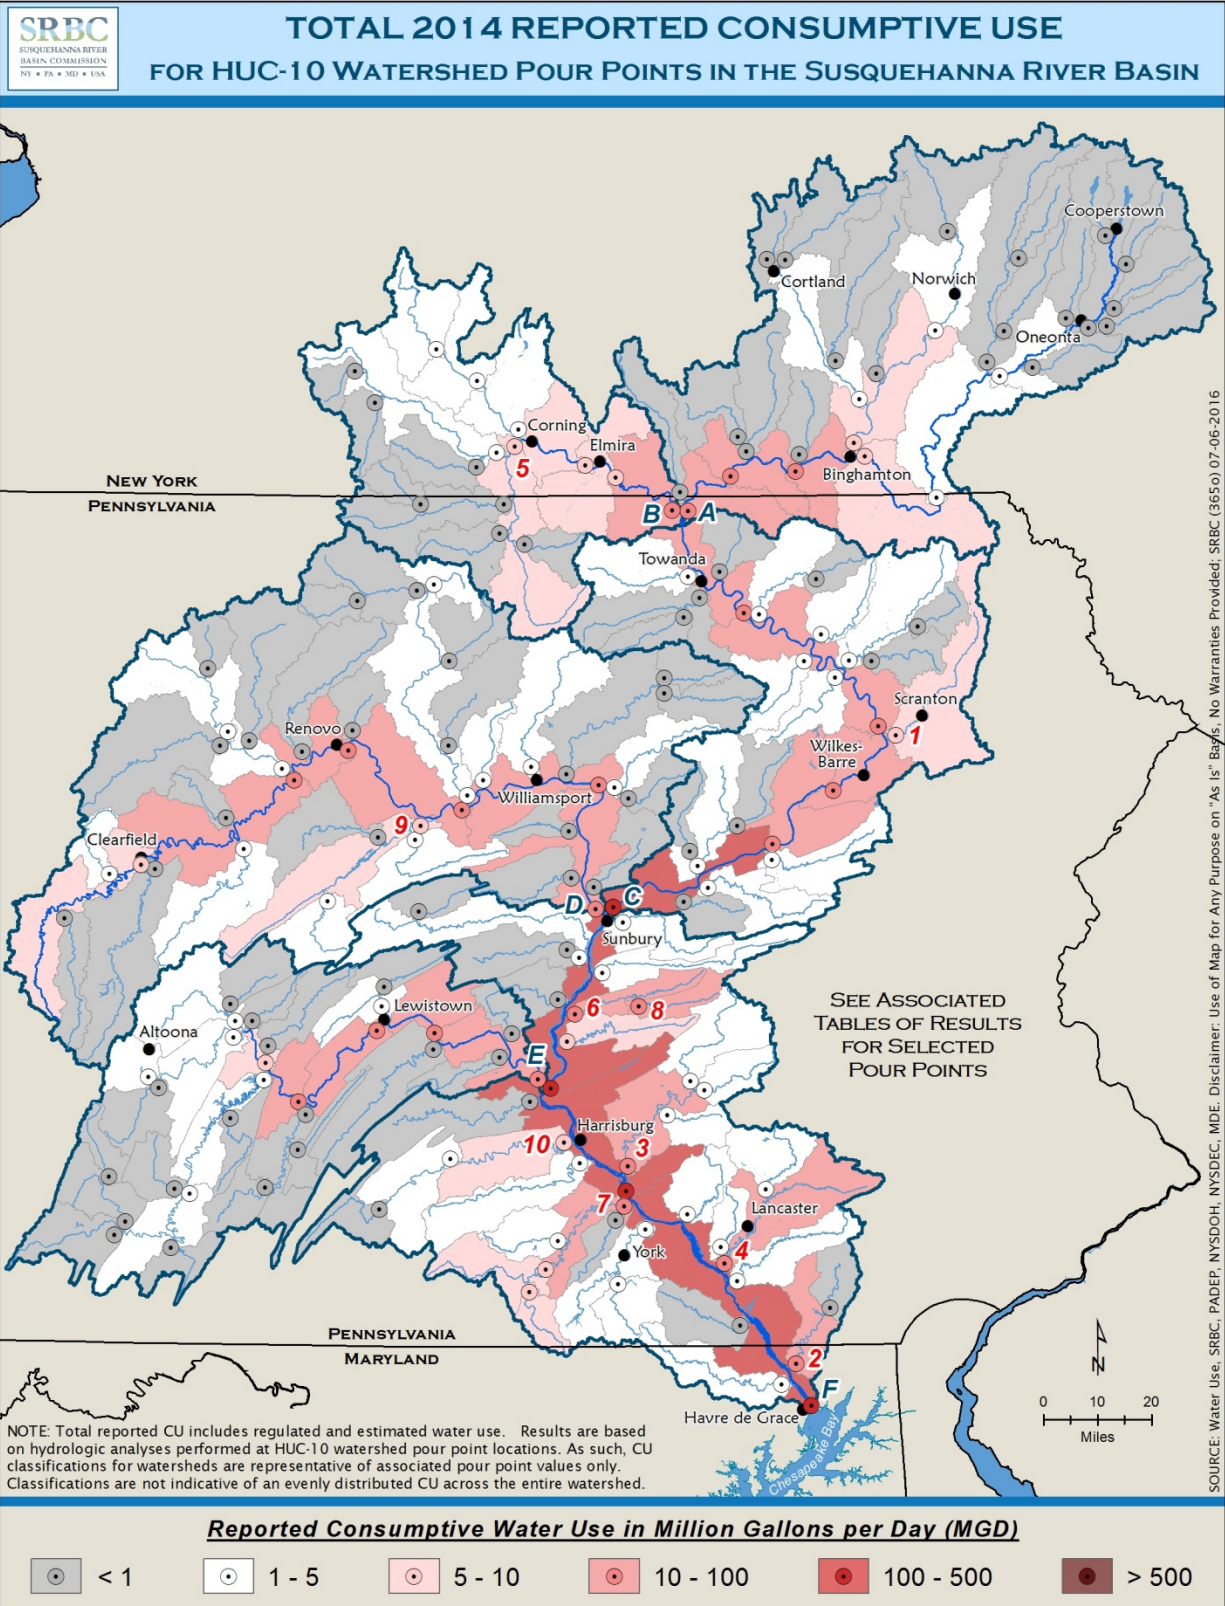 SRBC
SUSQUEHANNA RIVER
BASIN COMMISSION
NY ▪ PA ▪ MD ▪ USA
TOTAL 2014 REPORTED CONSUMPTIVE USE
FOR HUC-10 WATERSHED POUR POINTS IN THE SUSQUEHANNA RIVER BASIN
Cooperstown
Cortland
Norwich
Oneonta
Corning
Elmira
5
Binghamton
NEW YORK
PENNSYLVANIA
B
A
Towanda
Scranton
1
Renovo
Wilkes-
Barre
Williamsport
9
Clearfield
D
C
Sunbury
6
8
Lewistown
Altoona
E
SEE ASSOCIATED
TABLES OF RESULTS
FOR SELECTED
POUR POINTS
Harrisburg
10
3
7
Lancaster
York
4
PENNSYLVANIA
MARYLAND
2
F
Havre de Grace
Chesapeake Bay
N
0 10 20
Miles
NOTE: Total reported CU includes regulated and estimated water use. Results are based
on hydrologic analyses performed at HUC-10 watershed pour point locations. As such, CU
classifications for watersheds are representative of associated pour point values only.
Classifications are not indicative of an evenly distributed CU across the entire watershed.
SOURCE: Water Use, SRBC, PADEP, NYSDOH, NYSDEC, MDE. Disclaimer: Use of Map for Any Purpose on "As Is" Basis. No Warranties Provided; SRBC (365o) 07-06-2016
Reported Consumptive Water Use in Million Gallons per Day (MGD)
< 1
1 - 5
5 - 10
10 - 100
100 - 500
> 500